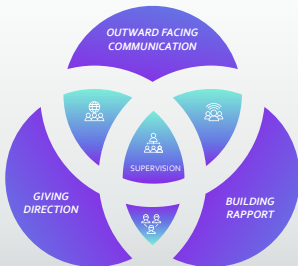 OUTWARD FACING
COMMUNICATION
SUPERVISION
GIVING
DIRECTION
BUILDING
RAPPORT